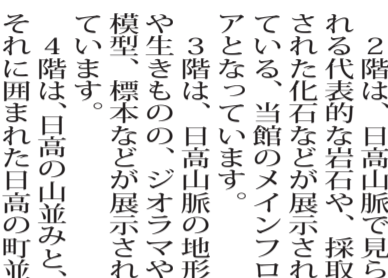 ２階は、日高山脈で見ら
れる代表的な岩石や、採取
された化石などが展示され
ている、当館のメインフロ
アとなっています。
３階は、日高山脈の地形
や生きものの、ジオラマや
模型、標本などが展示され
ています。
４階は、日高の山並みと、
それに囲まれた日高の町並